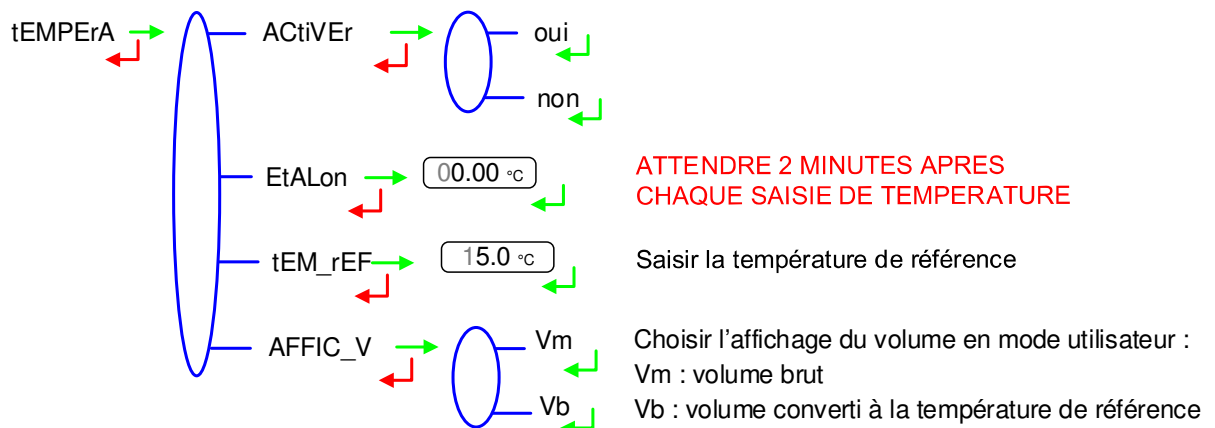 tEMPErA
ACtiVEr
oui
non
EtALon
00.00 °C
ATTENDRE 2 MINUTES APRES
CHAQUE SAISIE DE TEMPERATURE
tEM_rEF
15.0 °C
Saisir la température de référence
AFFIC_V
Vm
Vb
Choisir l’affichage du volume en mode utilisateur :
Vm : volume brut
Vb : volume converti à la température de référence